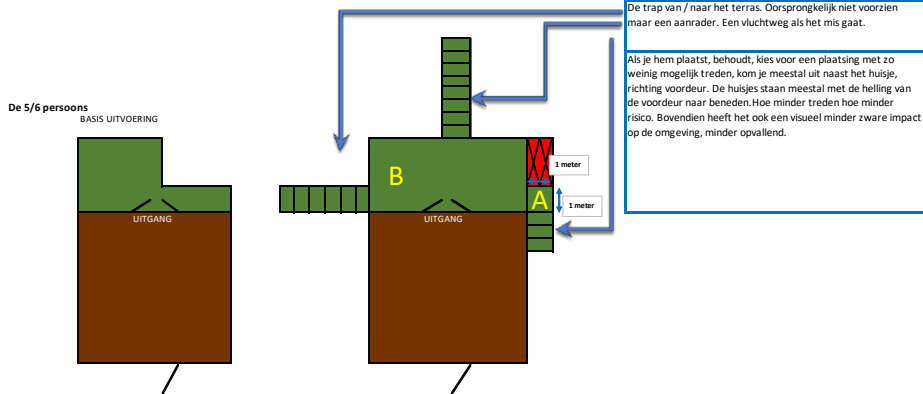 De trap van / naar het terras. Oorsprongkelijk niet voorzien
maar een aanrader. Een vluchtweg als het mis gaat.
Als je hem plaatst, behoudt, kies voor een plaatsing met zo
weinig mogelijk treden, kom je meestal uit naast het huisje,
richting voordeur. De huisjes staan meestal met de helling van
de voordeur naar beneden.Hoe minder treden hoe minder
risico. Bovendien heeft het ook een visueel minder zware impact
op de omgeving, minder opvallend.
De 5/6 persoons
BASIS UITVOERING
UITGANG
B
1 meter
A
1 meter
UITGANG